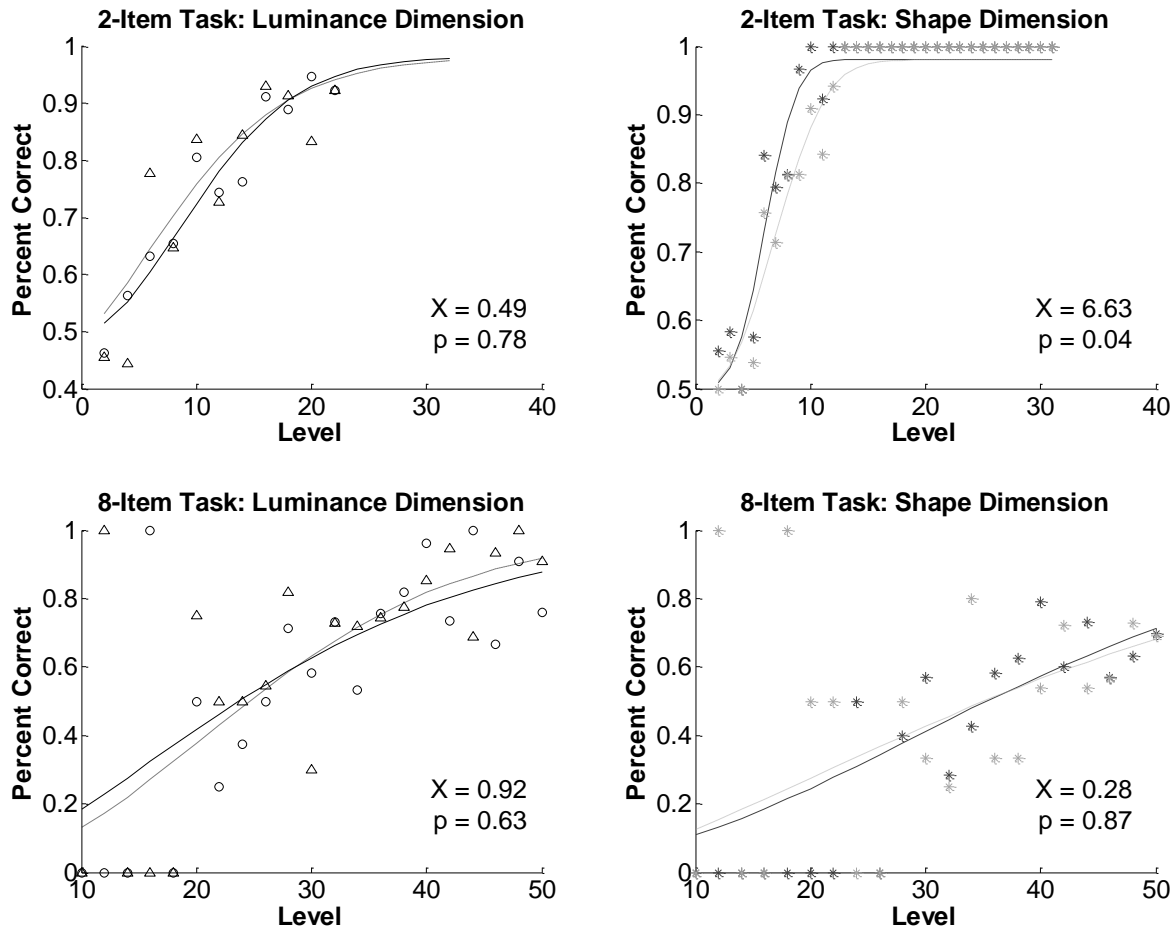 2-Item Task: Luminance Dimension
1
0.9
0.8
0.7
0.6
0.5
0.4
0 10 20 30 40
Level
Percent Correct
X = 0.49
p = 0.78
2-Item Task: Shape Dimension
1
0.9
0.8
0.7
0.6
0.5
0 10 20 30 40
Level
Percent Correct
X = 6.63
p = 0.04
8-Item Task: Luminance Dimension
1
0.8
0.6
0.4
0.2
0
10 20 30 40 50
Level
Percent Correct
X = 0.92
p = 0.63
8-Item Task: Shape Dimension
1
0.8
0.6
0.4
0.2
0
10 20 30 40 50
Level
Percent Correct
X = 0.28
p = 0.87